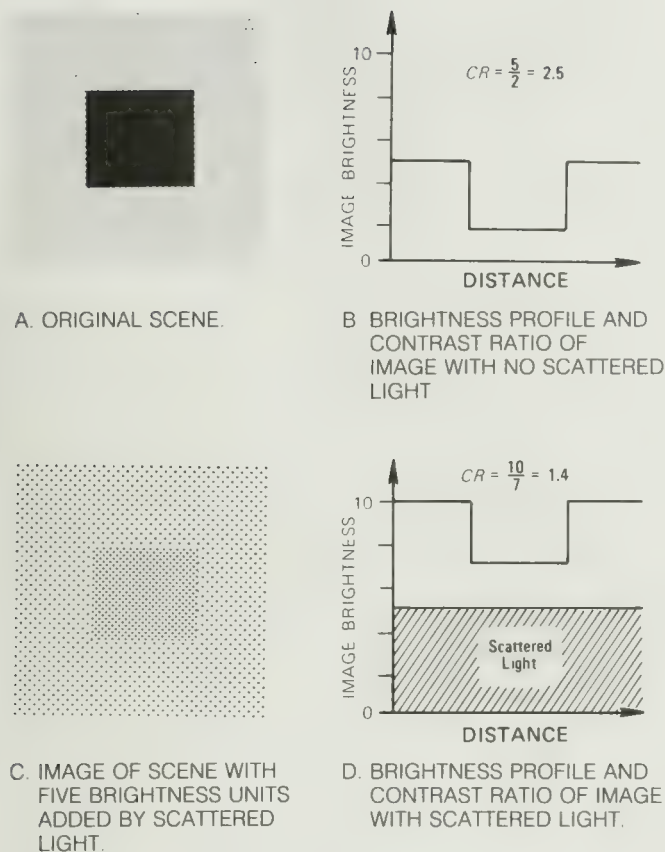 10
IMAGE BRIGHTNESS
0
CR = 5/2 = 2.5
DISTANCE
A. ORIGINAL SCENE.
B BRIGHTNESS PROFILE AND
CONTRAST RATIO OF
IMAGE WITH NO SCATTERED
LIGHT
10
IMAGE BRIGHTNESS
0
CR = 10/7 = 1.4
Scattered
Light
DISTANCE
C. IMAGE OF SCENE WITH
FIVE BRIGHTNESS UNITS
ADDED BY SCATTERED
LIGHT.
D. BRIGHTNESS PROFILE AND
CONTRAST RATIO OF IMAGE
WITH SCATTERED LIGHT.